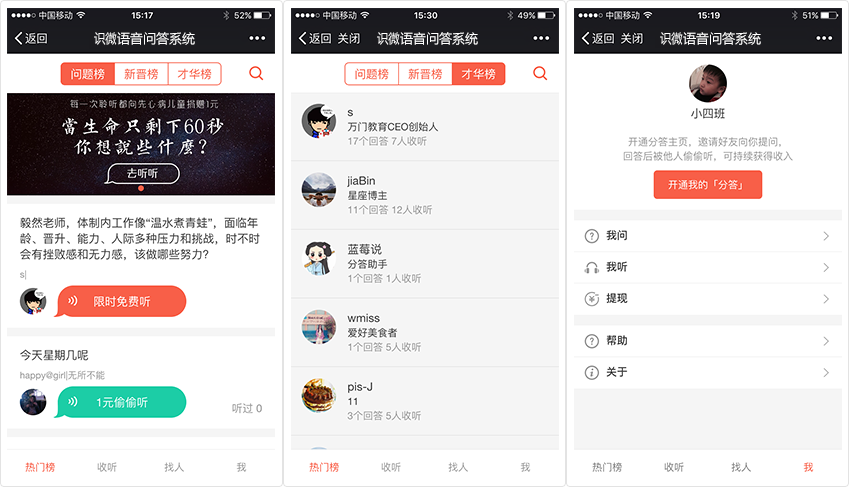 中国移动 15:17 52%
返回 识微语音问答系统
问题榜 新晋榜 才华榜
每一次聆听都向先心病儿童捐赠1元
當生命只剩下60秒
你想說些什麼?
去听听
毅然老师，体制内工作像“温水煮青蛙”，面临年
龄、晋升、能力、人际多种压力和挑战，时不时
会有挫败感和无力感，该做哪些努力?
s|
限时免费听
今天星期几呢
happy@girl|无所不能
1元偷偷听
听过 0
热门榜 收听 找人 我
中国移动 15:30 49%
返回 关闭 识微语音问答系统
问题榜 新晋榜 才华榜
s
万门教育CEO创始人
17个回答 7人收听
jiaBin
星座博主
11个回答 12人收听
蓝莓说
分答助手
1个回答 1人收听
wmiss
爱好美食者
1个回答 5人收听
pis-J
11
3个回答 5人收听
热门榜 收听 找人 我
中国移动 15:19 51%
返回 关闭 识微语音问答系统
小四班
开通分答主页，邀请好友向你提问，
回答后被他人偷偷听，可持续获得收入
开通我的「分答」
我问
我听
提现
帮助
关于
热门榜 收听 找人 我